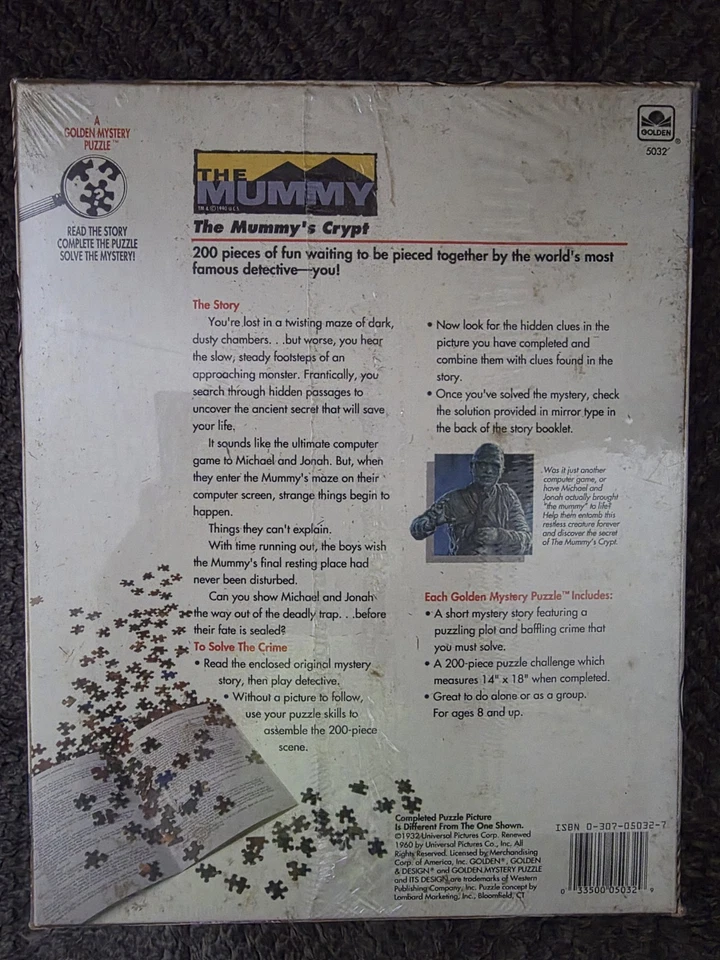 A
GOLDEN MYSTERY
PUZZLE™
?
READ THE STORY
COMPLETE THE PUZZLE
SOLVE THE MYSTERY!
GOLDEN
®
5032
THE
MUMMY
The Mummy's Crypt
200 pieces of fun waiting to be pieced together by the world's most
famous detective—you!
The Story
You're lost in a twisting maze of dark,
dusty chambers. . .but worse, you hear
the slow, steady footsteps of an
approaching monster. Frantically, you
search through hidden passages to
uncover the ancient secret that will save
your life.
It sounds like the ultimate computer
game to Michael and Jonah. But, when
they enter the Mummy's maze on their
computer screen, strange things begin to
happen.
Things they can't explain.
With time running out, the boys wish
the Mummy's final resting place had
never been disturbed.
Can you show Michael and Jonah
the way out of the deadly trap. . .before
their fate is sealed?
To Solve The Crime
• Read the enclosed original mystery
story, then play detective.
• Without a picture to follow,
use your puzzle skills to
assemble the 200-piece
scene.
• Now look for the hidden clues in the
picture you have completed and
combine them with clues found in the
story.
• Once you've solved the mystery, check
the solution provided in mirror type in
the back of the story booklet.
Was it just another
computer game, or
have Michael and
Jonah actually brought
"the mummy" to life?
Help them entomb this
restless creature forever
and discover the secret
of The Mummy's Crypt.
Each Golden Mystery Puzzle™ Includes:
• A short mystery story featuring a
puzzling plot and baffling crime that
you must solve.
• A 200-piece puzzle challenge which
measures 14" x 18" when completed.
• Great to do alone or as a group.
For ages 8 and up.
Completed Puzzle Picture
Is Different From The One Shown.
©1932 Universal Pictures Corp. Renewed
1960 by Universal Pictures Co., Inc. All
Rights Reserved. Licensed by Merchandising
Corp. of America, Inc. GOLDEN®, GOLDEN
& DESIGN® and GOLDEN MYSTERY PUZZLE
and ITS DESIGN are trademarks of Western
Publishing Company, Inc. Puzzle concept by
Lombard Marketing, Inc., Bloomfield, CT
ISBN 0-307-05032-7
0 33500 05032 9